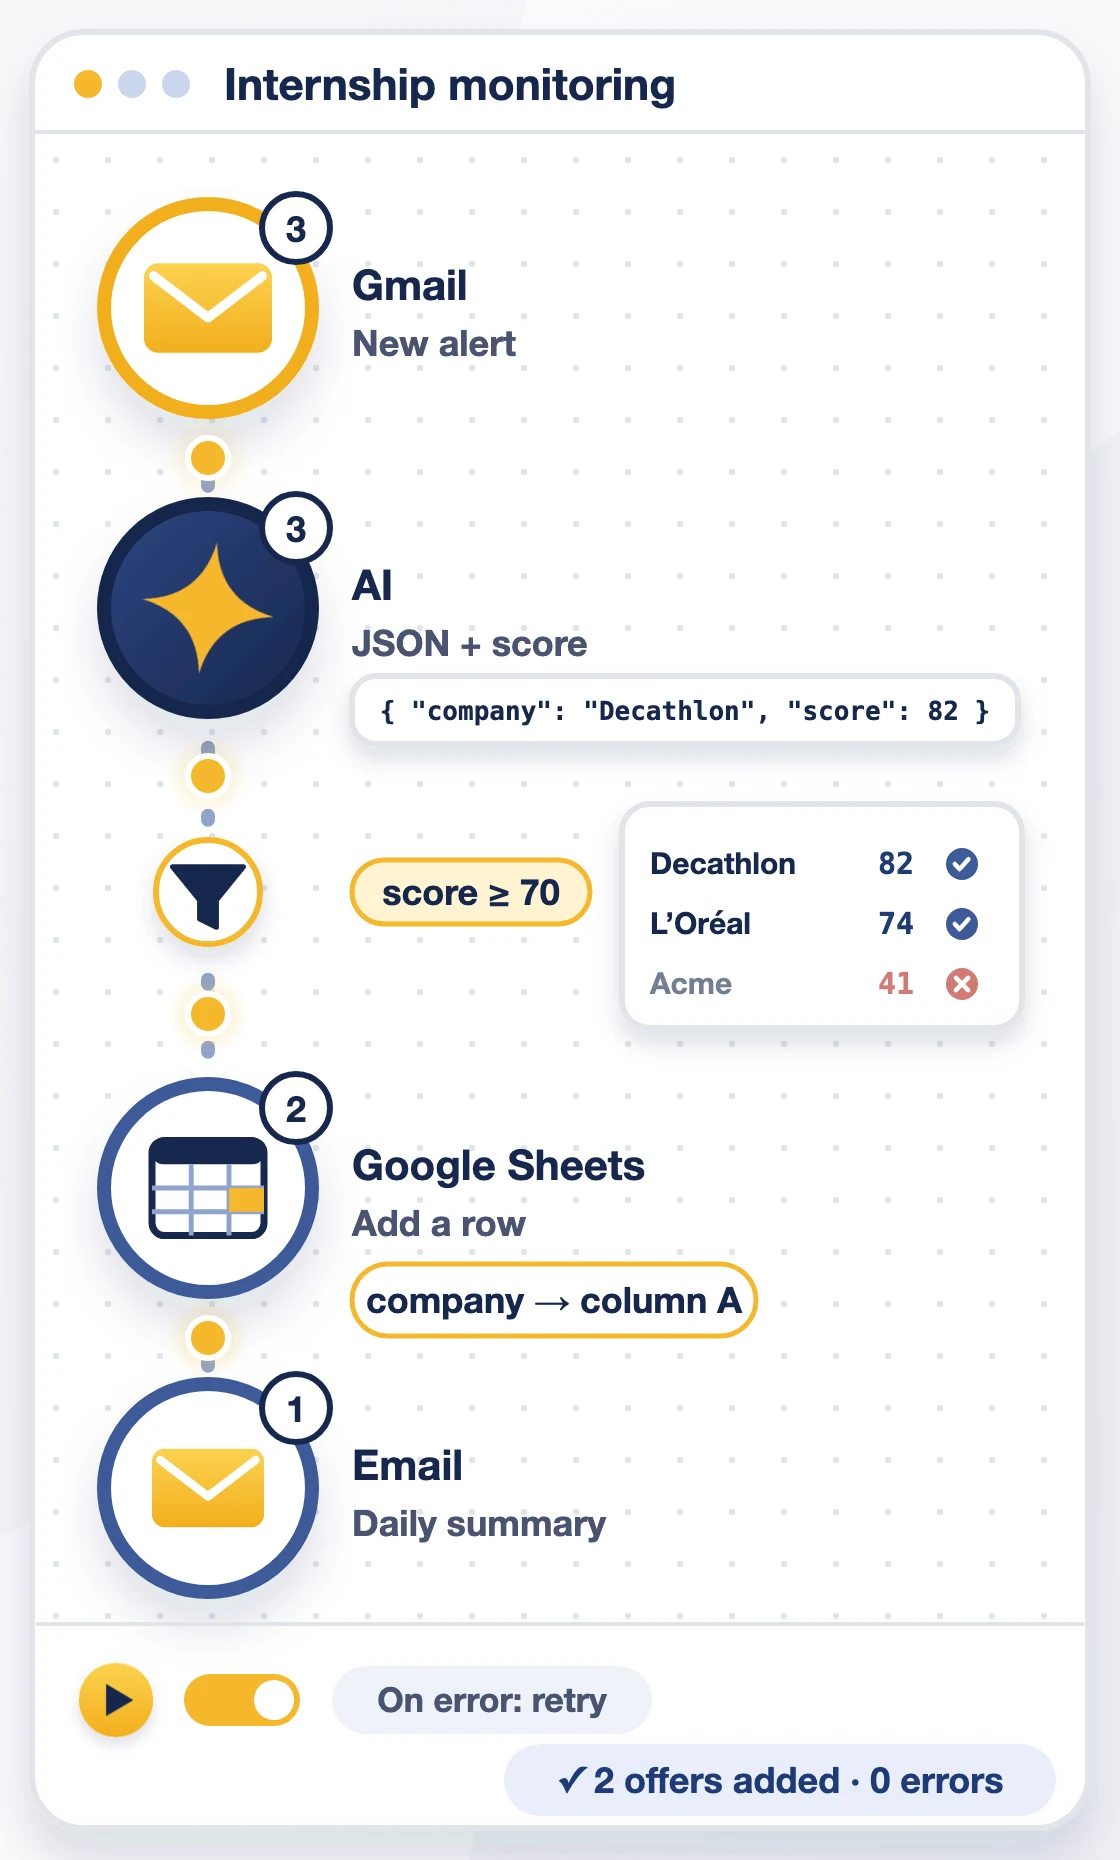 Internship monitoring
3
Gmail
New alert
3
AI
JSON + score
{ "company": "Decathlon", "score": 82 }
score ≥ 70
Decathlon 82
L’Oréal 74
Acme 41
2
Google Sheets
Add a row
company → column A
1
Email
Daily summary
On error: retry
✓ 2 offers added · 0 errors